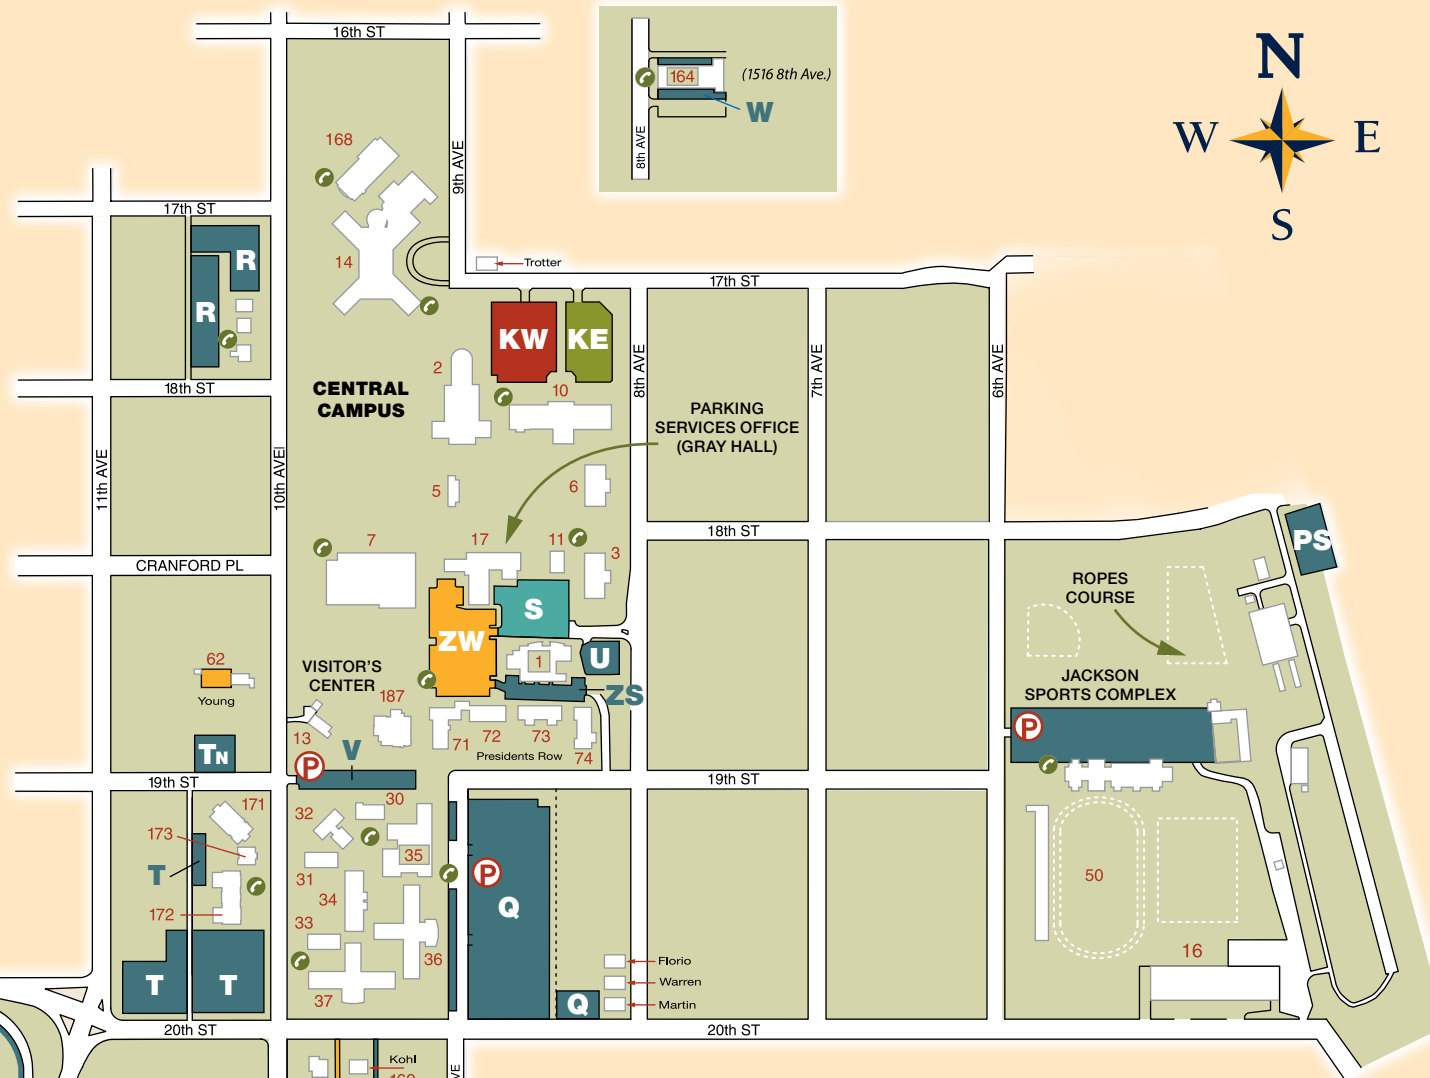 16th ST
164
(1516 8th Ave.)
W
8th AVE
N
W
E
S
168
9th AVE
17th ST
14
Trotter
R
R
17th ST
KW
KE
2
10
8th AVE
7th AVE
6th AVE
18th ST
CENTRAL
CAMPUS
PARKING
SERVICES OFFICE
(GRAY HALL)
11th AVE
10th AVE
5
6
18th ST
PS
7
17
11
3
CRANFORD PL
S
ROPES
COURSE
ZW
1
U
62
Young
VISITOR'S
CENTER
187
ZS
JACKSON
SPORTS COMPLEX
P
13
71
72
73
74
Presidents Row
TN
P
V
19th ST
19th ST
171
173
T
172
32
30
35
31
34
33
36
37
P
Q
50
16
Florio
Warren
Martin
Q
T
T
20th ST
20th ST
Kohl